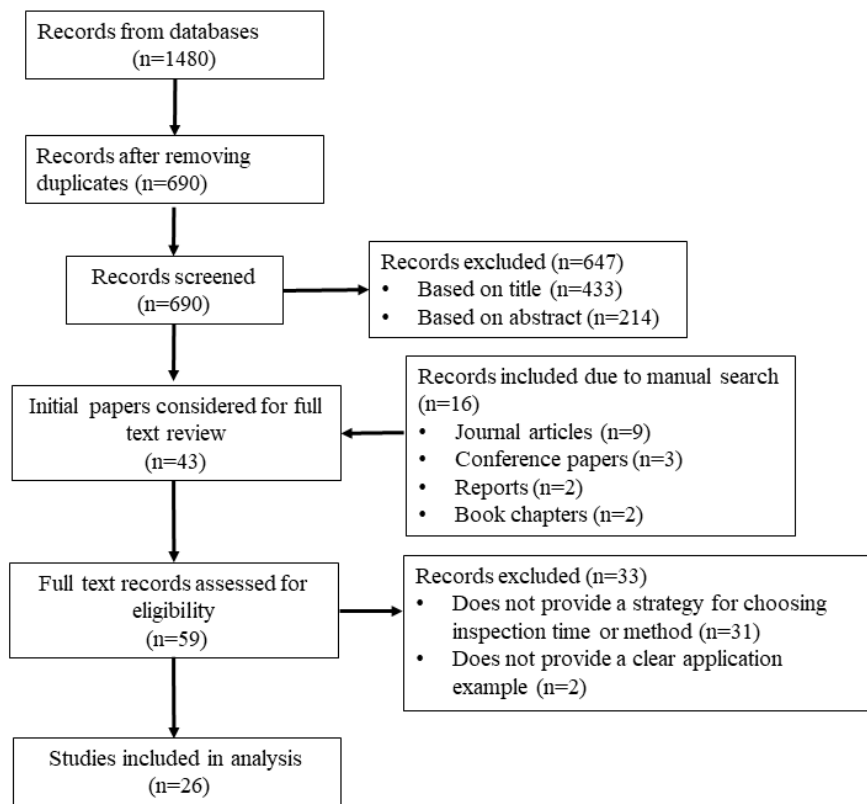 Records from databases
(n=1480)
Records after removing
duplicates (n=690)
Records screened
(n=690)
Records excluded (n=647)
• Based on title (n=433)
• Based on abstract (n=214)
Initial papers considered for full
text review
(n=43)
Records included due to manual search
(n=16)
• Journal articles (n=9)
• Conference papers (n=3)
• Reports (n=2)
• Book chapters (n=2)
Full text records assessed for
eligibility
(n=59)
Records excluded (n=33)
• Does not provide a strategy for choosing
inspection time or method (n=31)
• Does not provide a clear application
example (n=2)
Studies included in analysis
(n=26)